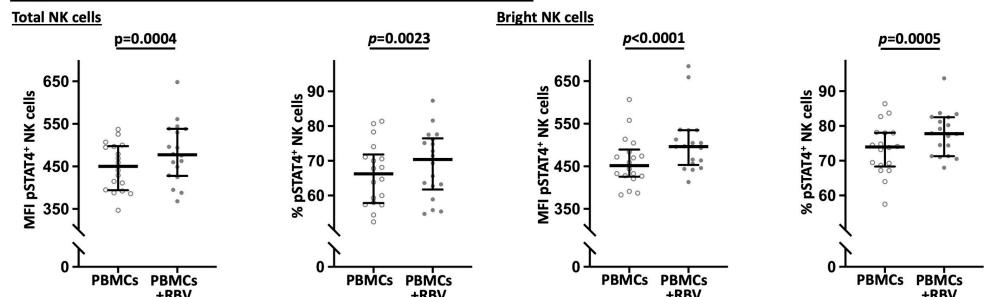 Total NK cells
p=0.0004
MFI pSTAT4+ NK cells
650
550
450
350
0
PBMCs PBMCs
+RBV
p=0.0023
% pSTAT4+ NK cells
90
80
70
60
0
PBMCs PBMCs
+RBV
Bright NK cells
p<0.0001
MFI pSTAT4+ NK cells
650
550
450
350
0
PBMCs PBMCs
+RBV
p=0.0005
% pSTAT4+ NK cells
90
80
70
60
0
PBMCs PBMCs
+RBV